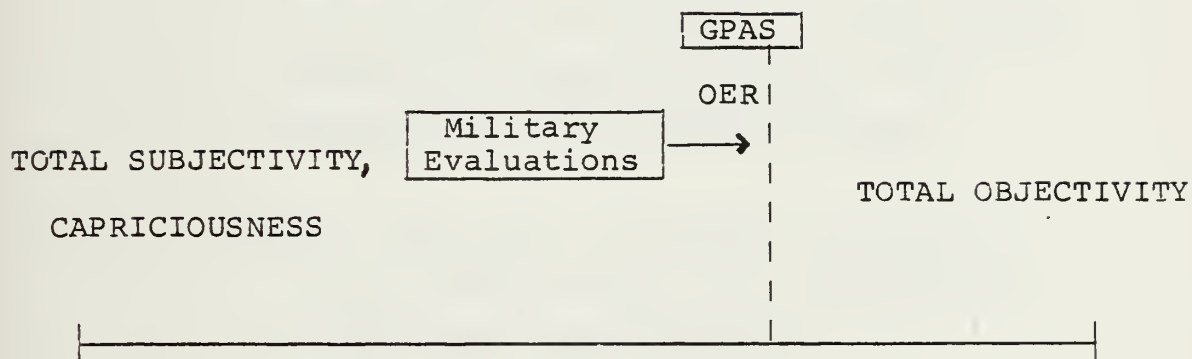 GPAS
OER
Military
Evaluations
TOTAL SUBJECTIVITY,
CAPRICIOUSNESS
TOTAL OBJECTIVITY